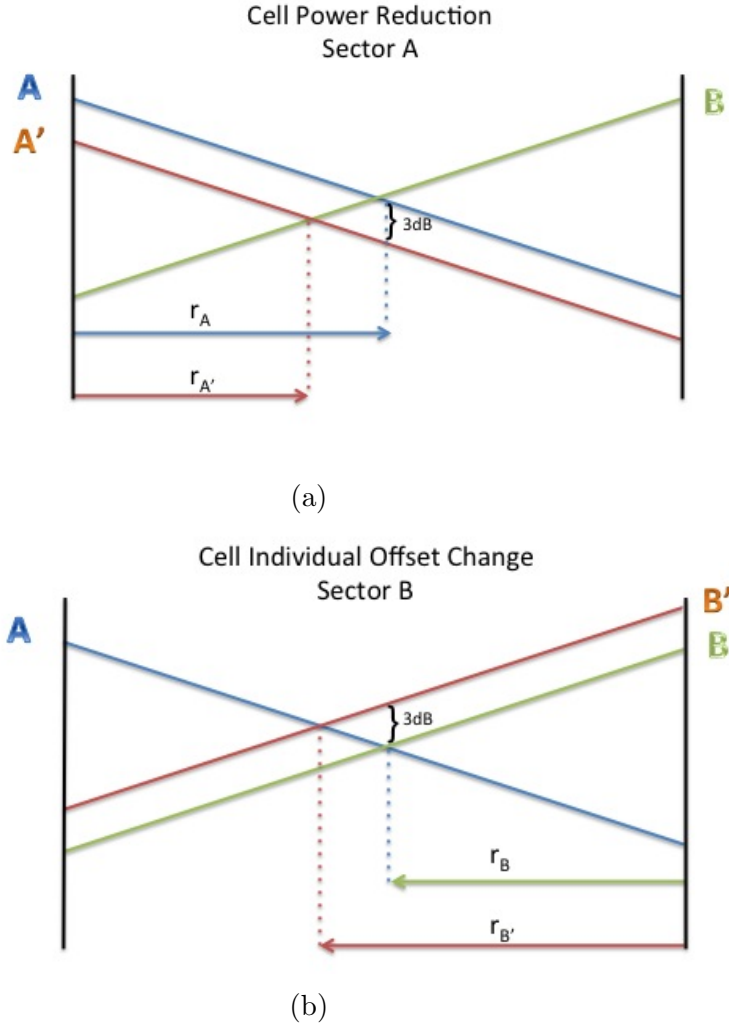 Cell Power Reduction
Sector A
A
B
A’
3dB
rA
rA’
(a)
Cell Individual Offset Change
Sector B
B’
A
B
3dB
rB
rB’
(b)